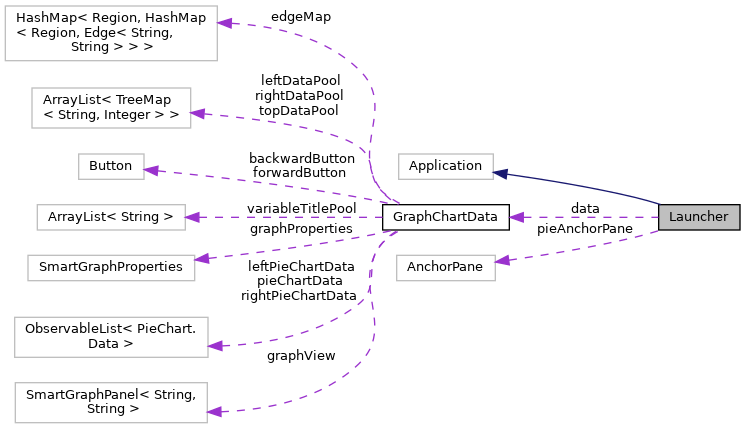 HashMap< Region, HashMap
< Region, Edge< String,
String > > >
edgeMap
leftDataPool
rightDataPool
topDataPool
ArrayList< TreeMap
< String, Integer > >
Button
backwardButton
forwardButton
Application
ArrayList< String >
variableTitlePool
GraphChartData
data
Launcher
graphProperties
pieAnchorPane
SmartGraphProperties
leftPieChartData
pieChartData
rightPieChartData
AnchorPane
ObservableList< PieChart.
Data >
graphView
SmartGraphPanel< String,
String >